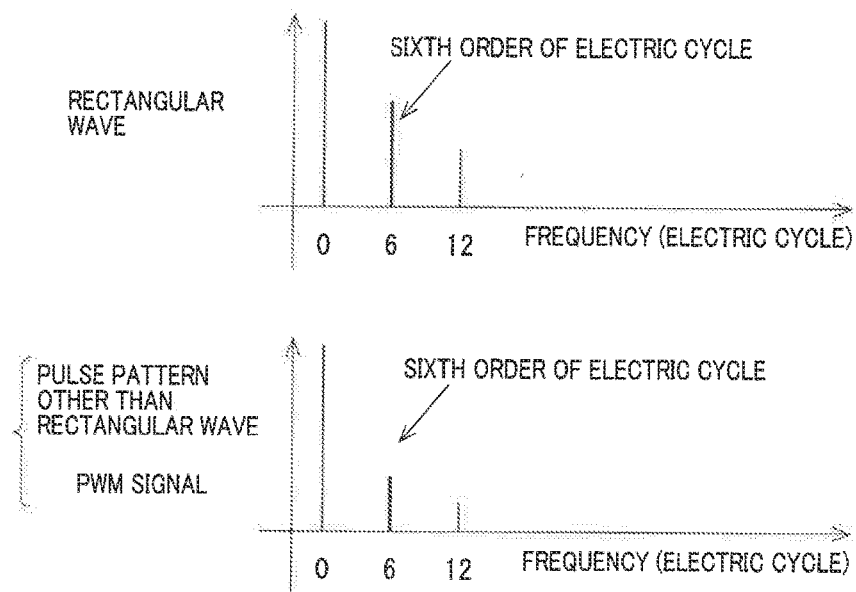 SIXTH ORDER OF ELECTRIC CYCLE
RECTANGULAR
WAVE
0 6 12 FREQUENCY (ELECTRIC CYCLE)
SIXTH ORDER OF ELECTRIC CYCLE
PULSE PATTERN
OTHER THAN
RECTANGULAR WAVE
PWM SIGNAL
0 6 12 FREQUENCY (ELECTRIC CYCLE)